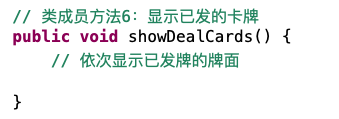 // 类成员方法6：显示已发的卡牌
public void showDealCards() {
// 依次显示已发牌的牌面
}